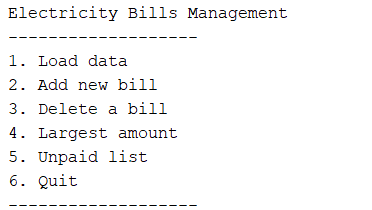 Electricity Bills Management
-------------------
1. Load data
2. Add new bill
3. Delete a bill
4. Largest amount
5. Unpaid list
6. Quit
-------------------